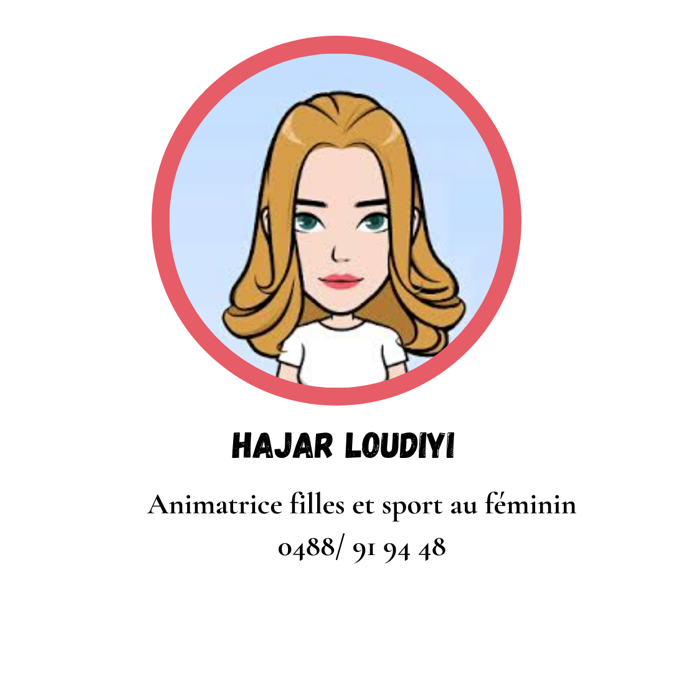 HAJAR LOUDIYI
Animatrice filles et sport au féminin
0488/ 91 94 48